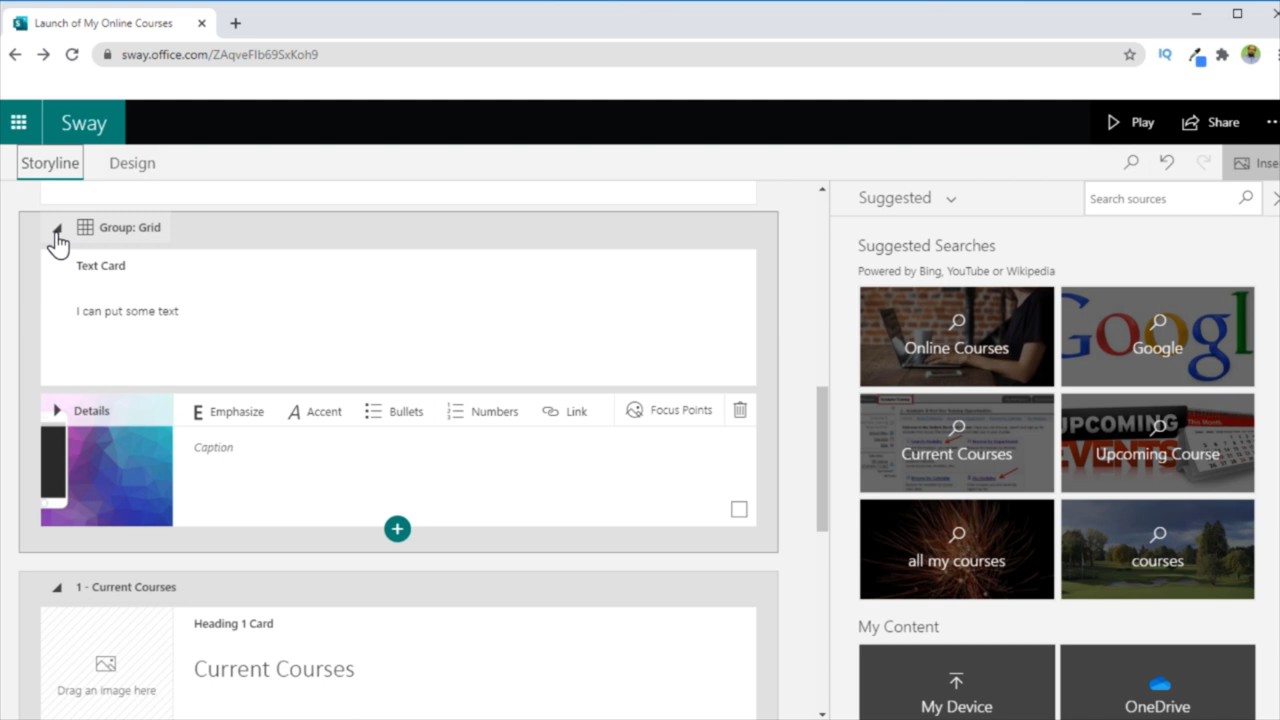 Launch of My Online Courses
sway.office.com/ZAqveFIb69SxKoh9
Sway
Play
Share
Storyline
Design
Inse
Suggested
Search sources
Group: Grid
Text Card
I can put some text
Suggested Searches
Powered by Bing, YouTube or Wikipedia
Online Courses
Google
Details
E Emphasize
A Accent
Bullets
Numbers
Link
Focus Points
Caption
Current Courses
UPCOMING
EVENTS
Upcoming Course
all my courses
courses
1 - Current Courses
Heading 1 Card
Current Courses
Drag an image here
My Content
My Device
OneDrive